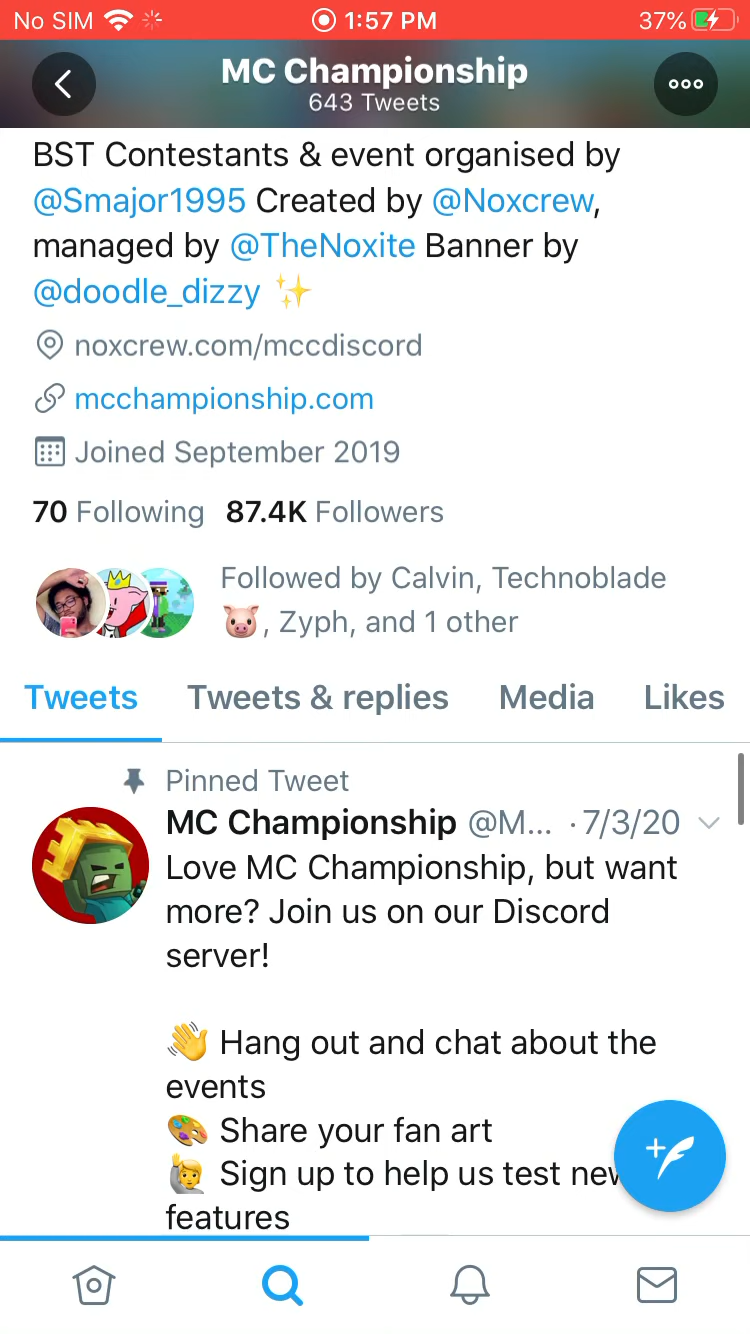 No SIM 1:57 PM 37%
MC Championship
643 Tweets
BST Contestants & event organised by
@Smajor1995 Created by @Noxcrew,
managed by @TheNoxite Banner by
@doodle_dizzy ✨
noxcrew.com/mccdiscord
mcchampionship.com
Joined September 2019
70 Following 87.4K Followers
Followed by Calvin, Technoblade
🐷, Zyph, and 1 other
Tweets Tweets & replies Media Likes
Pinned Tweet
MC Championship @M... · 7/3/20
Love MC Championship, but want
more? Join us on our Discord
server!
👋 Hang out and chat about the
events
🎨 Share your fan art
🙋 Sign up to help us test new
features